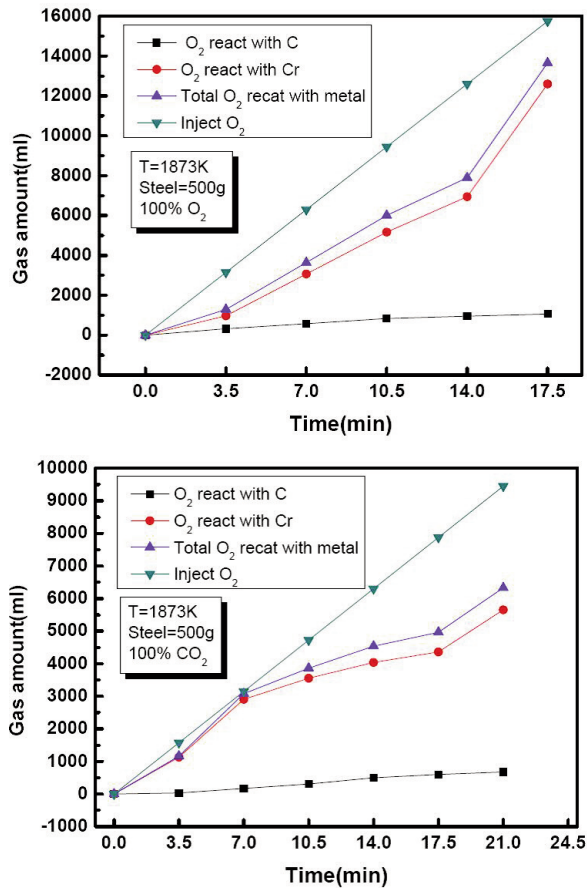 16000
14000
12000
10000
8000
6000
4000
2000
0
-2000
Gas amount(ml)
O2 react with C
O2 react with Cr
Total O2 recat with metal
Inject O2
T=1873K
Steel=500g
100% O2
0.0 3.5 7.0 10.5 14.0 17.5
Time(min)
10000
9000
8000
7000
6000
5000
4000
3000
2000
1000
0
-1000
Gas amount(ml)
O2 react with C
O2 react with Cr
Total O2 recat with metal
Inject O2
T=1873K
Steel=500g
100% CO2
0.0 3.5 7.0 10.5 14.0 17.5 21.0 24.5
Time(min)